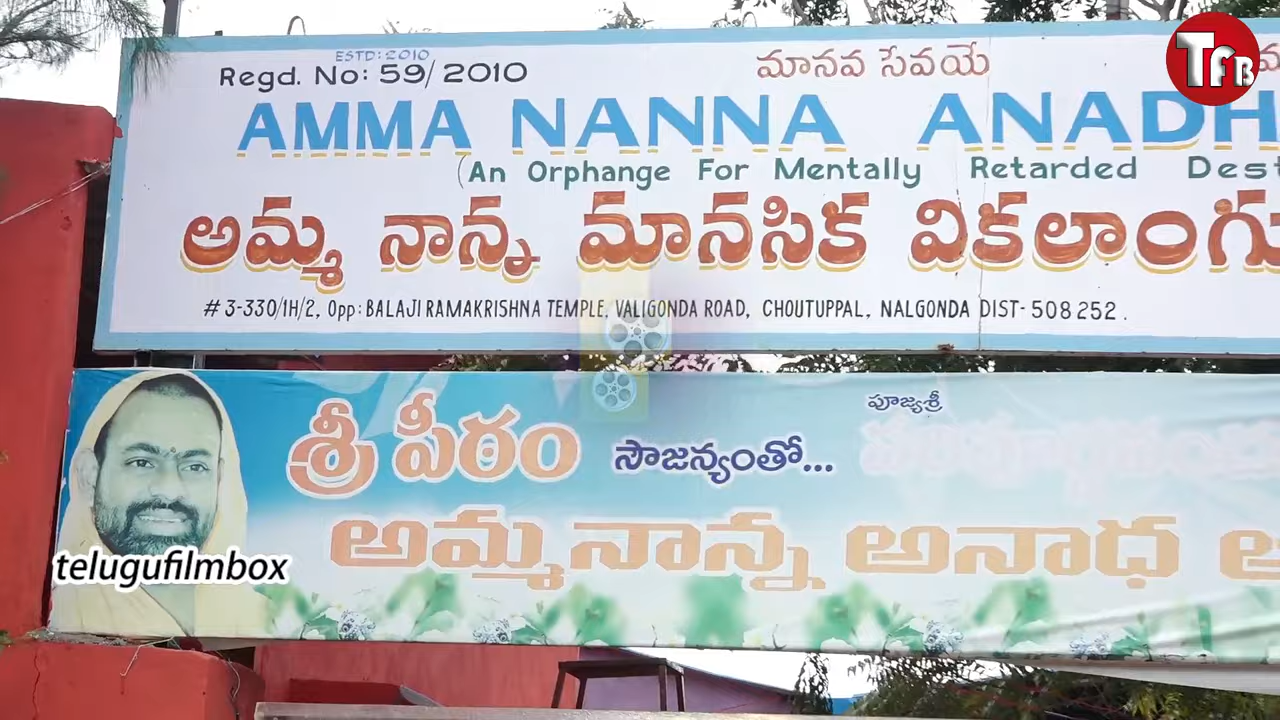 ESTD: 2010
Regd. No: 59/2010
మానవ సేవయే
TFB
AMMA NANNA ANADH
(An Orphange For Mentally Retarded Dest
అమ్మ నాన్న మానసిక వికలాంగు
# 3-330/1H/2, Opp: BALAJI RAMAKRISHNA TEMPLE, VALIGONDA ROAD, CHOUTUPPAL, NALGONDA DIST- 508 252.
పూజ్యశ్రీ
శ్రీ పీఠం సౌజన్యంతో...
అమ్మనాన్న అనాధ ఆ
telugufilmbox